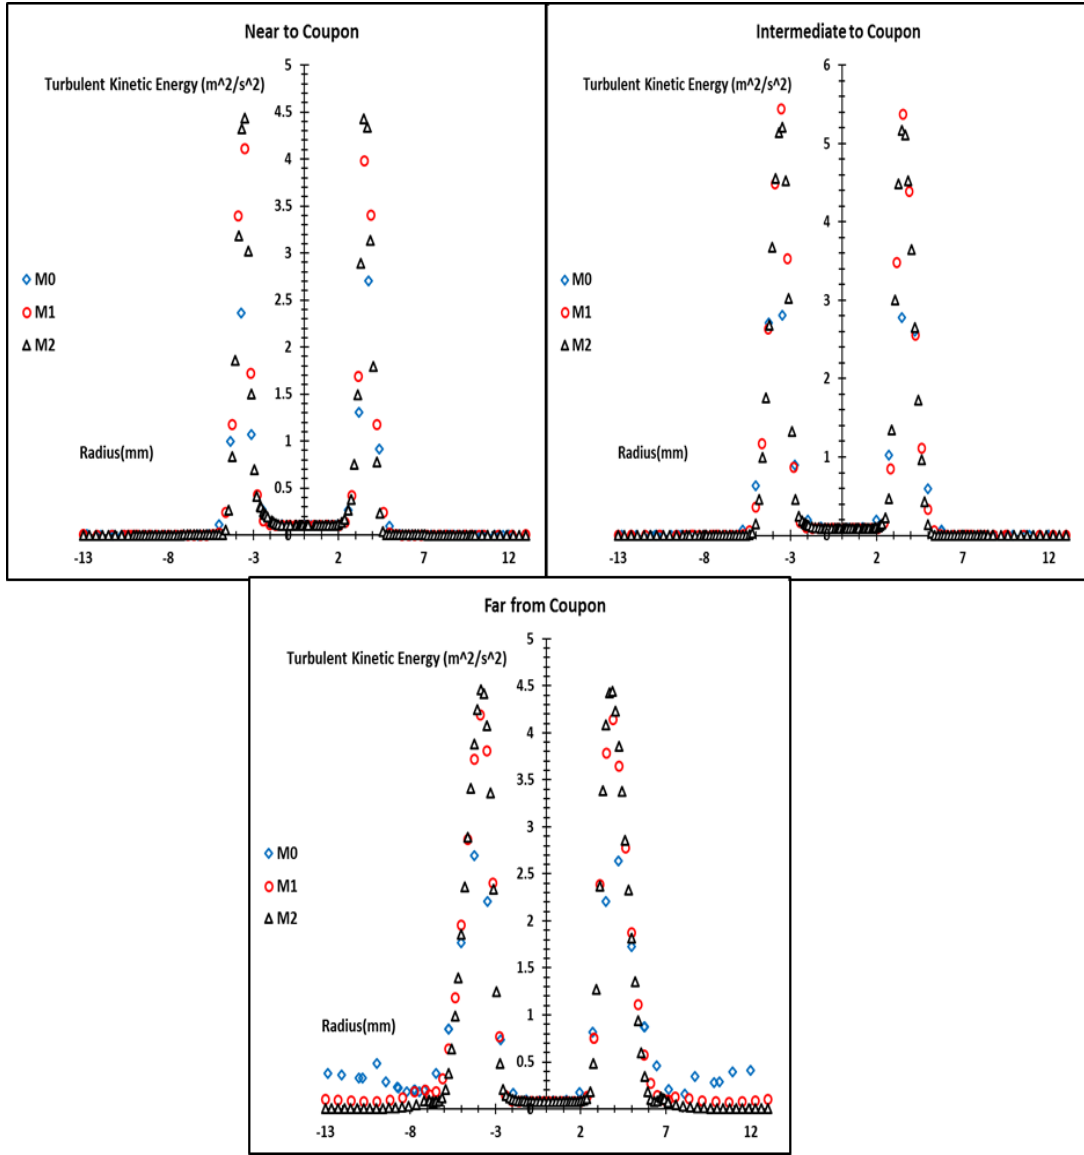 Near to Coupon
Turbulent Kinetic Energy (m^2/s^2)
5
4.5
4
3.5
3
2.5
2
1.5
1
0.5
0
M0
M1
M2
Radius(mm)
-13 -8 -3 2 7 12
Intermediate to Coupon
Turbulent Kinetic Energy (m^2/s^2)
6
5
4
3
2
1
0
M0
M1
M2
Radius(mm)
-13 -8 -3 2 7 12
Far from Coupon
Turbulent Kinetic Energy (m^2/s^2)
5
4.5
4
3.5
3
2.5
2
1.5
1
0.5
0
M0
M1
M2
Radius(mm)
-13 -8 -3 2 7 12